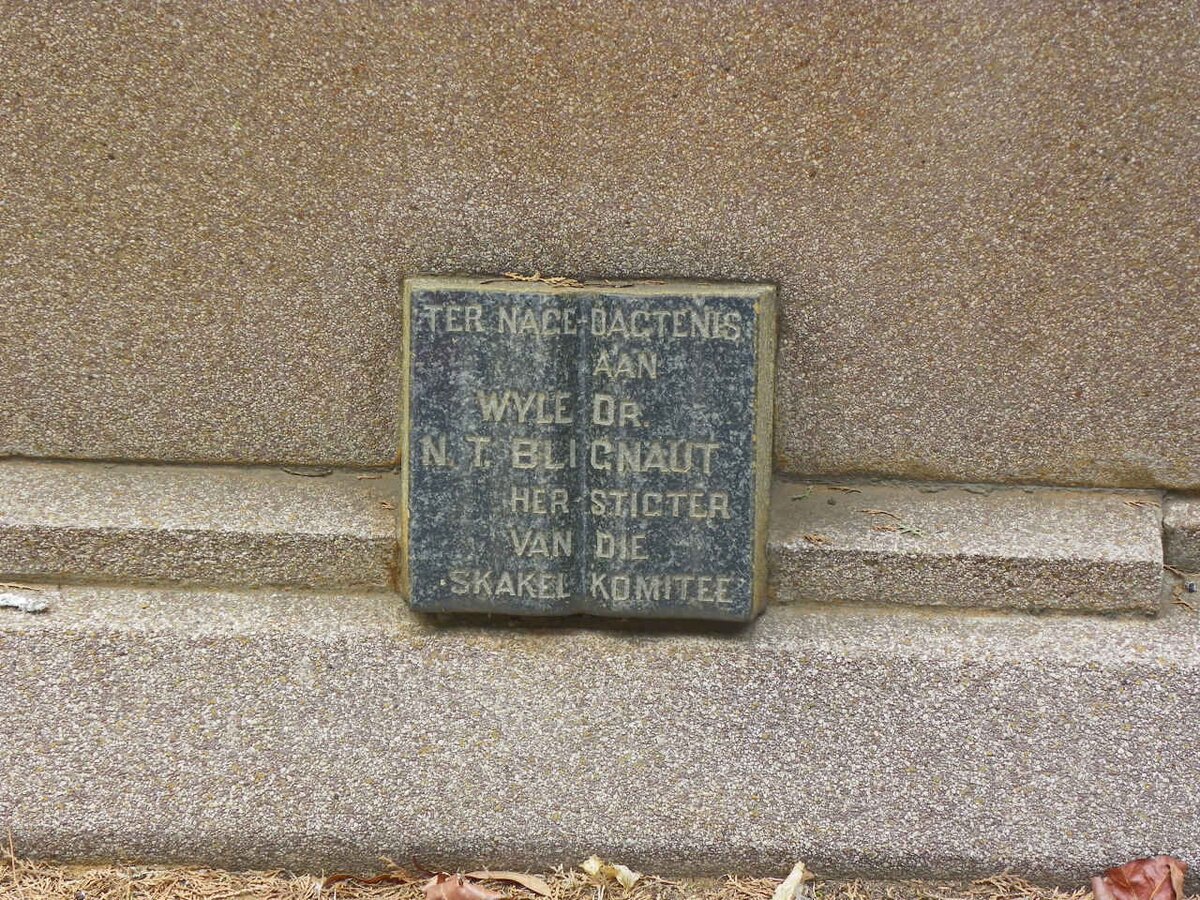 TER NAGE-DAGTENIS
AAN
WYLE DR.
N. T. BLIGNAUT
HER-STIGTER
VAN DIE
SKAKEL KOMITEE